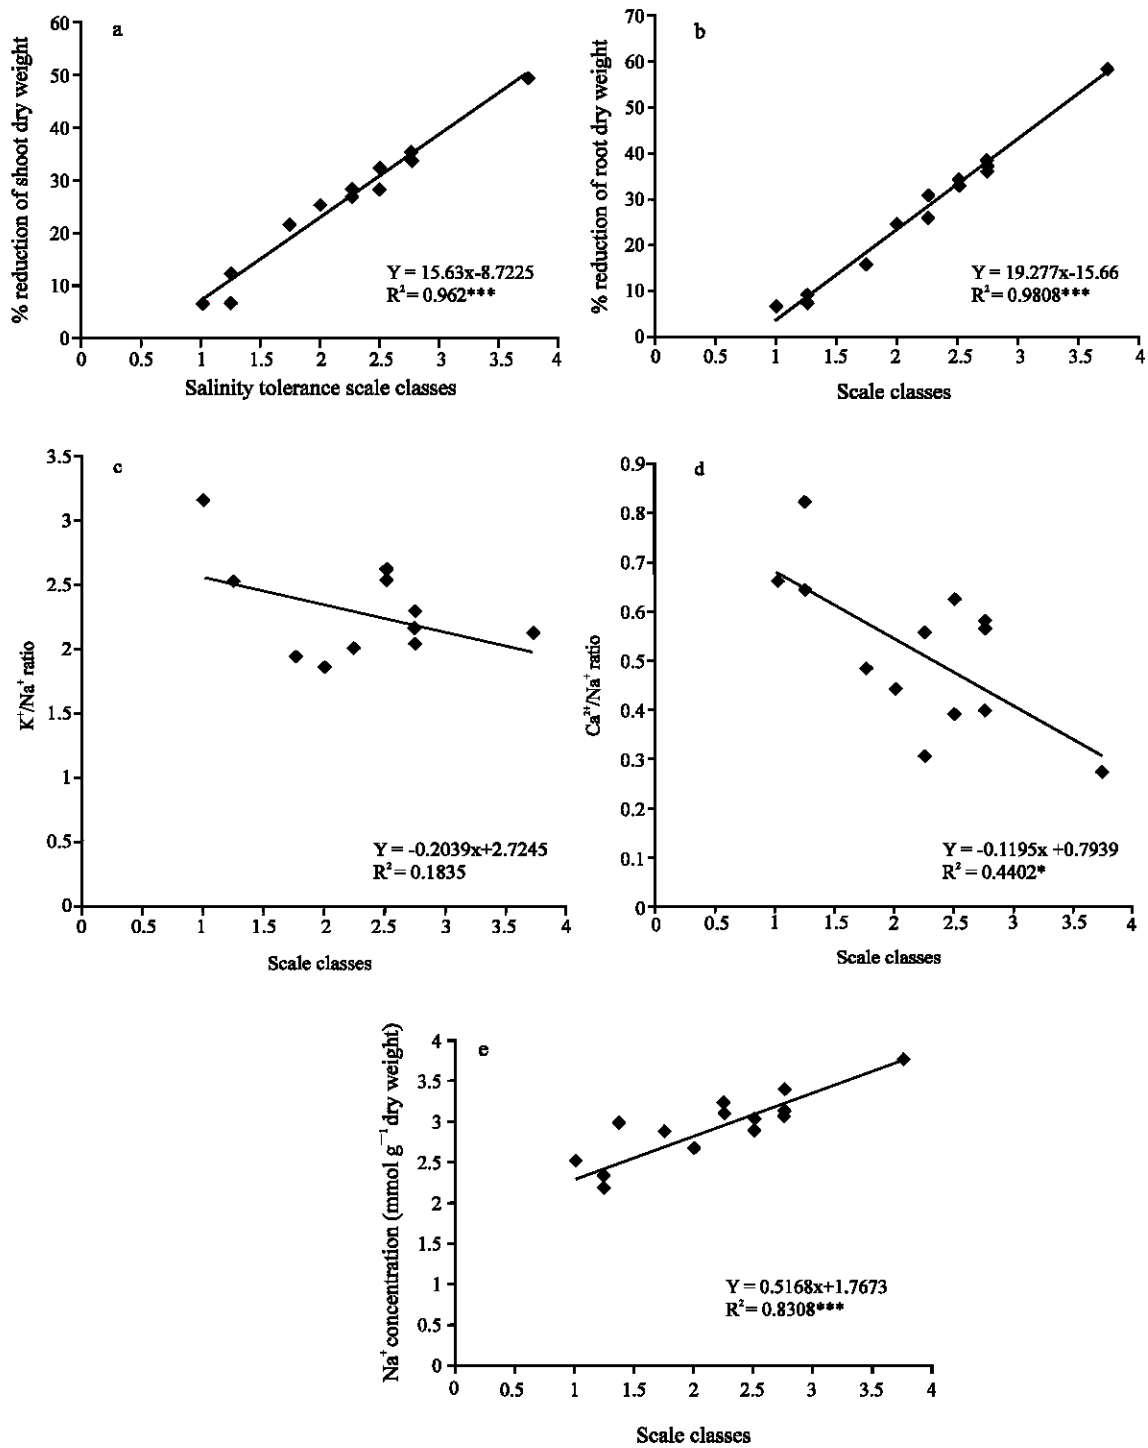 a
% reduction of shoot dry weight
60
50
40
30
20
10
0
0 0.5 1 1.5 2 2.5 3 3.5 4
Salinity tolerance scale classes
Y = 15.63x-8.7225
R² = 0.962***
b
% reduction of root dry weight
70
60
50
40
30
20
10
0
0 0.5 1 1.5 2 2.5 3 3.5 4
Scale classes
Y = 19.277x-15.66
R² = 0.9808***
c
K⁺/Na⁺ ratio
3.5
3
2.5
2
1.5
1
0.5
0
0 0.5 1 1.5 2 2.5 3 3.5 4
Scale classes
Y = -0.2039x+2.7245
R² = 0.1835
d
Ca²⁺/Na⁺ ratio
0.9
0.8
0.7
0.6
0.5
0.4
0.3
0.2
0.1
0
0 0.5 1 1.5 2 2.5 3 3.5 4
Scale classes
Y = -0.1195x +0.7939
R² = 0.4402*
e
Na⁺ concentration (mmol g⁻¹ dry weight)
4
3.5
3
2.5
2
1.5
1
0.5
0
0 0.5 1 1.5 2 2.5 3 3.5 4
Scale classes
Y = 0.5168x+1.7673
R² = 0.8308***